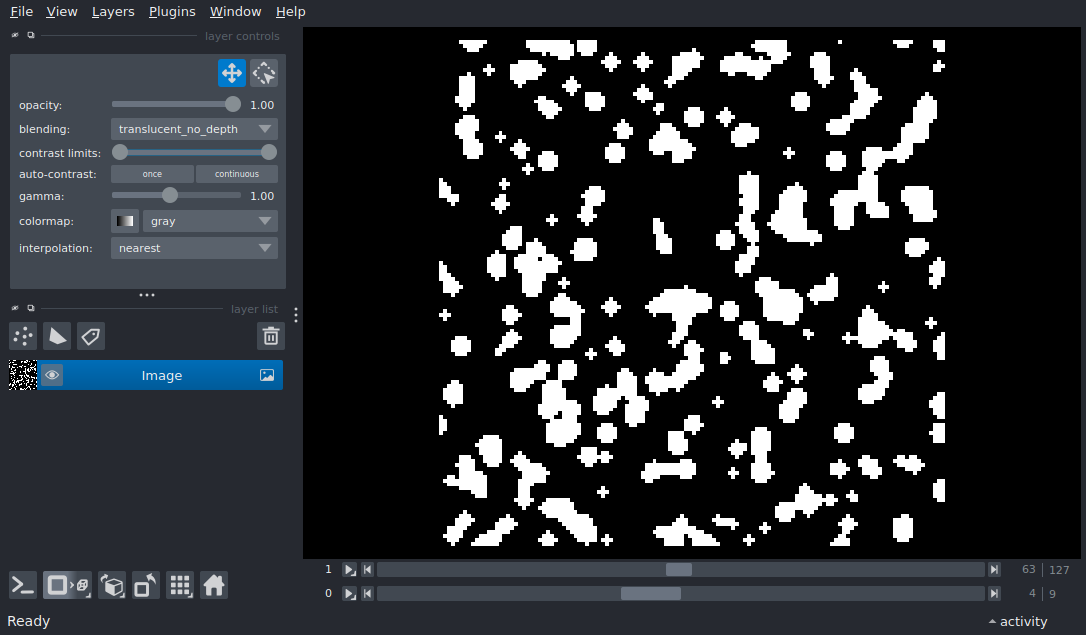 File View Layers Plugins Window Help
layer controls
opacity: 1.00
blending: translucent_no_depth
contrast limits:
auto-contrast: once continuous
gamma: 1.00
colormap: gray
interpolation: nearest
layer list
Image
1 63 127
0 4 9
Ready activity